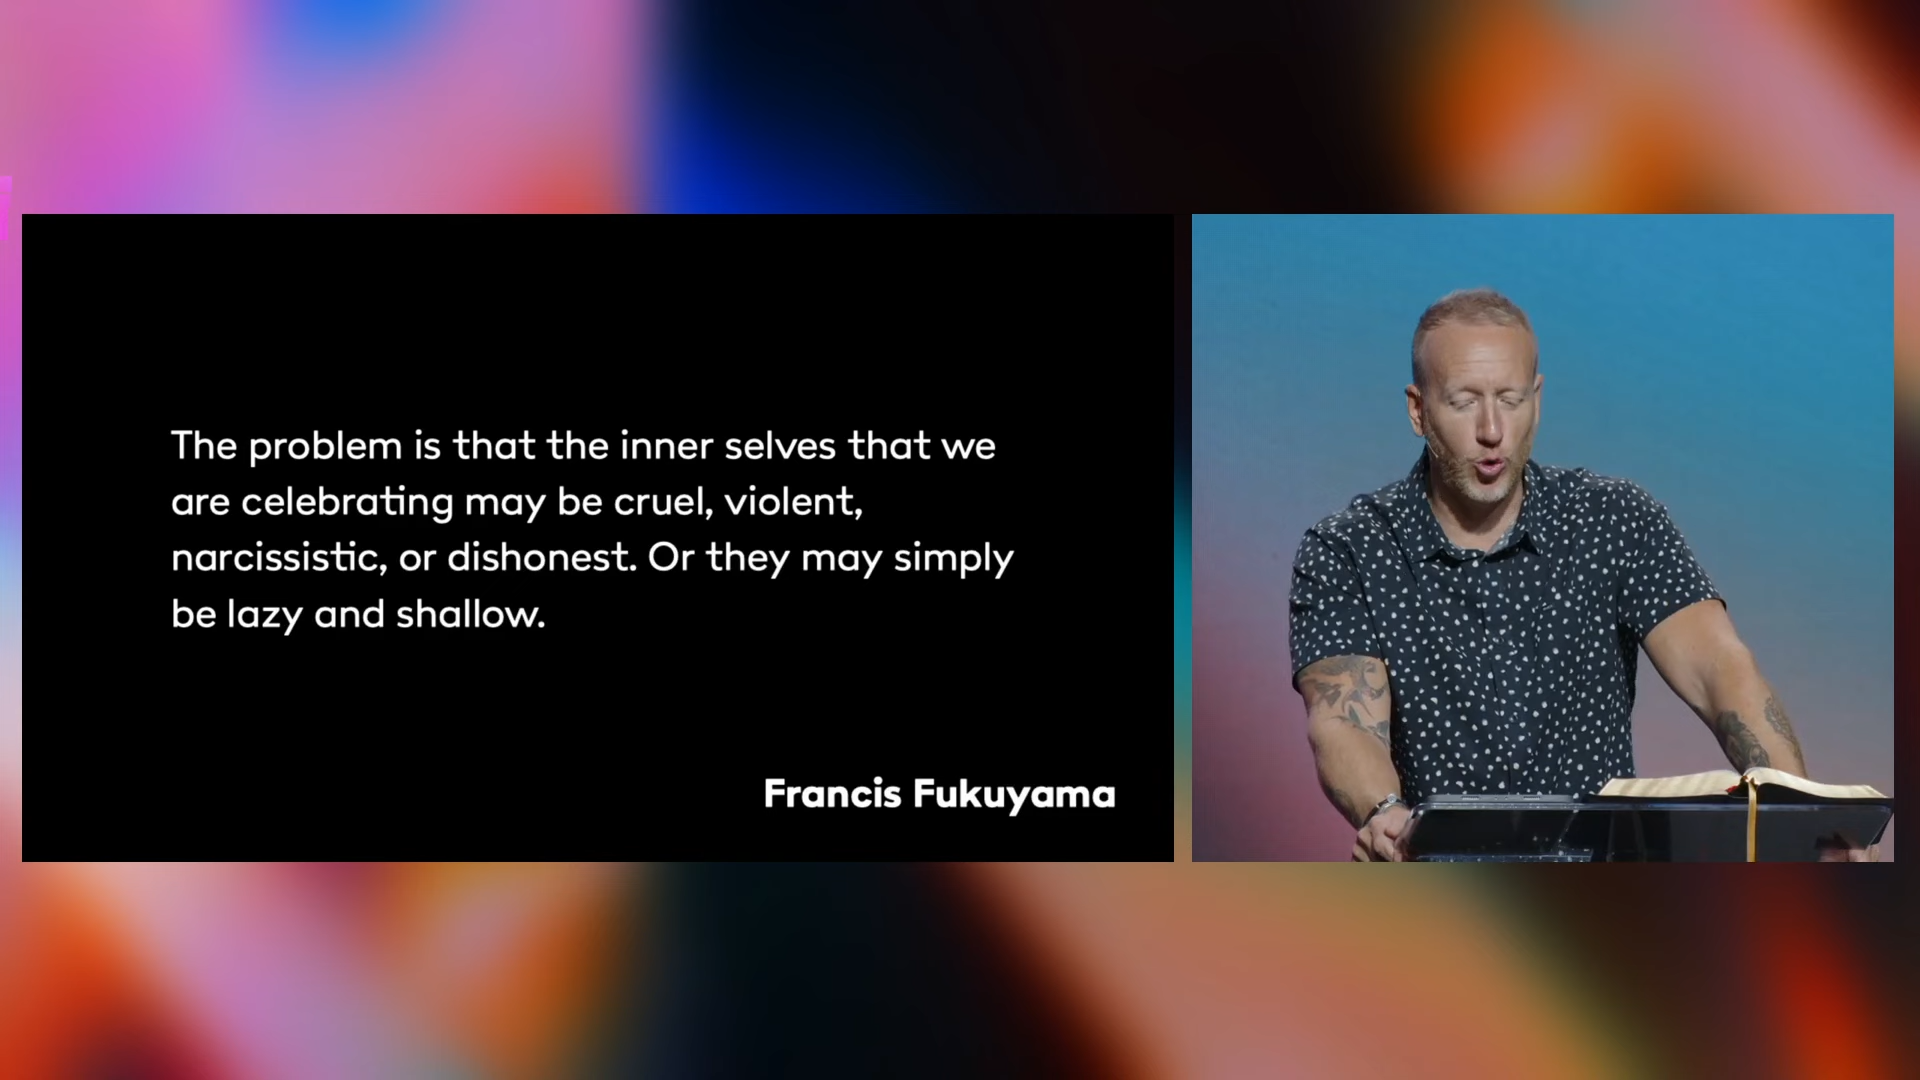 The problem is that the inner selves that we
are celebrating may be cruel, violent,
narcissistic, or dishonest. Or they may simply
be lazy and shallow.
Francis Fukuyama